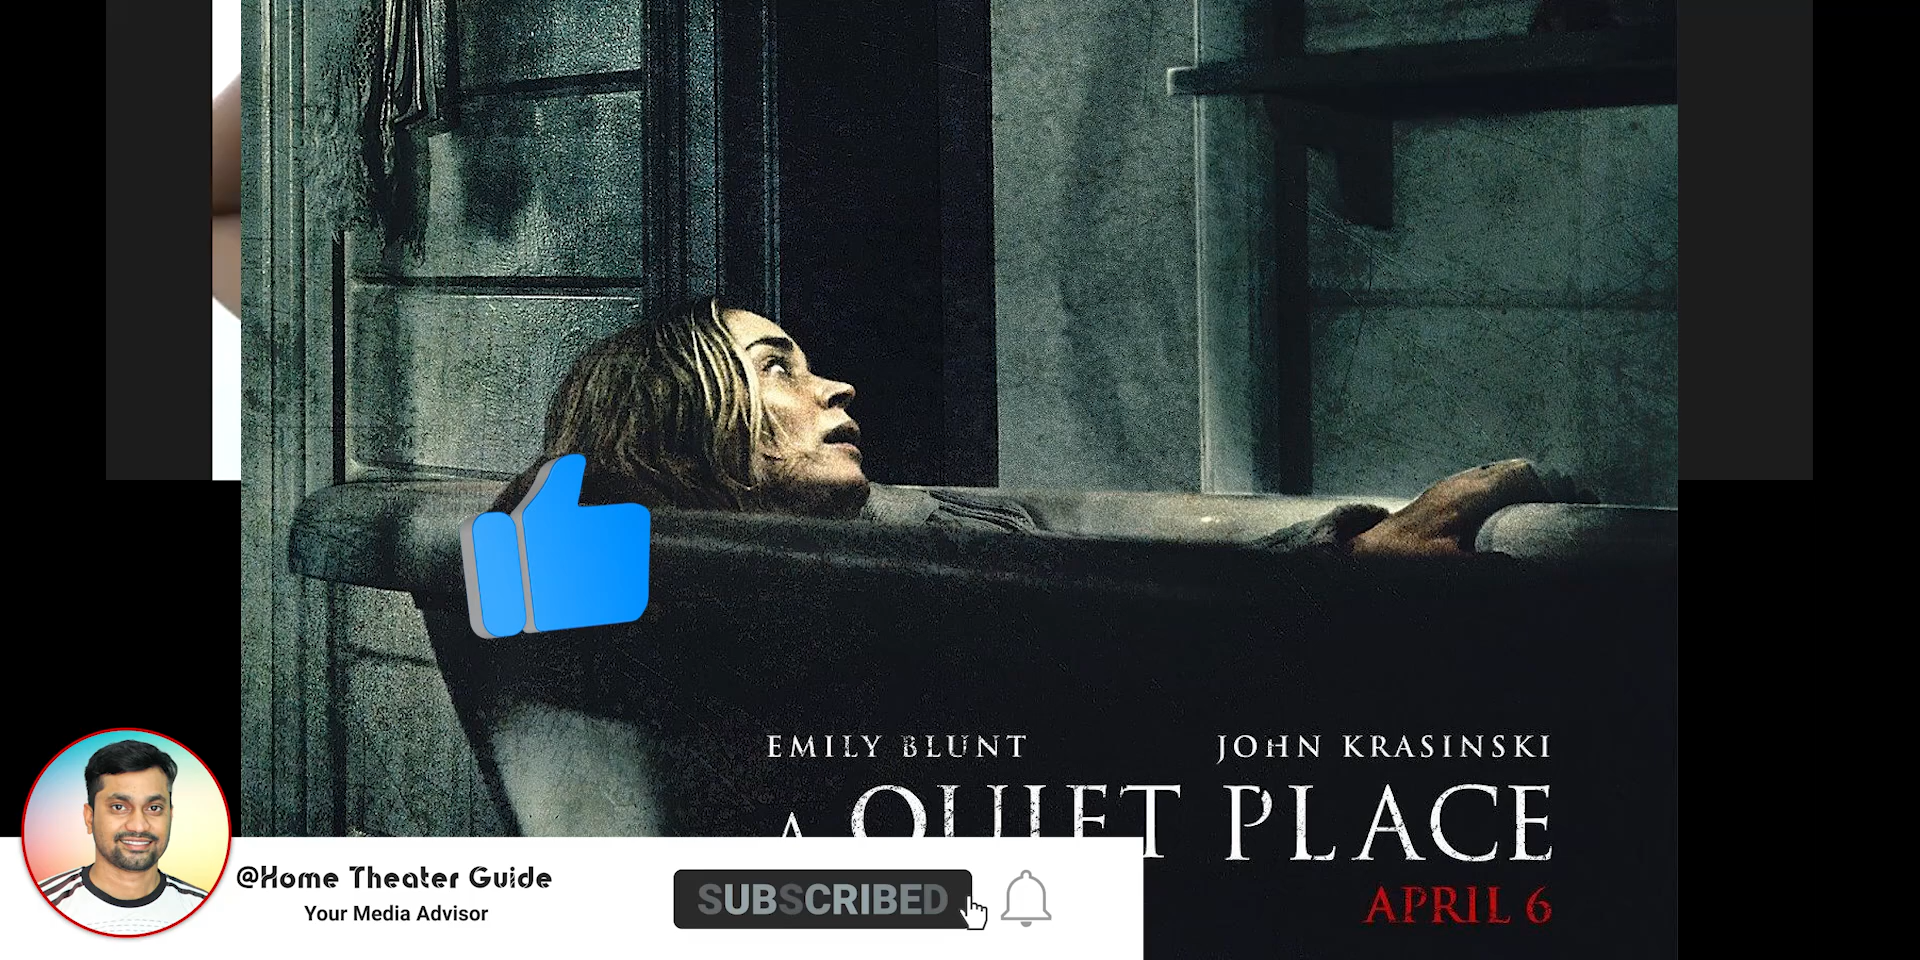 EMILY BLUNT JOHN KRASINSKI
A QUIET PLACE
APRIL 6
@Home Theater Guide
Your Media Advisor
SUBSCRIBED